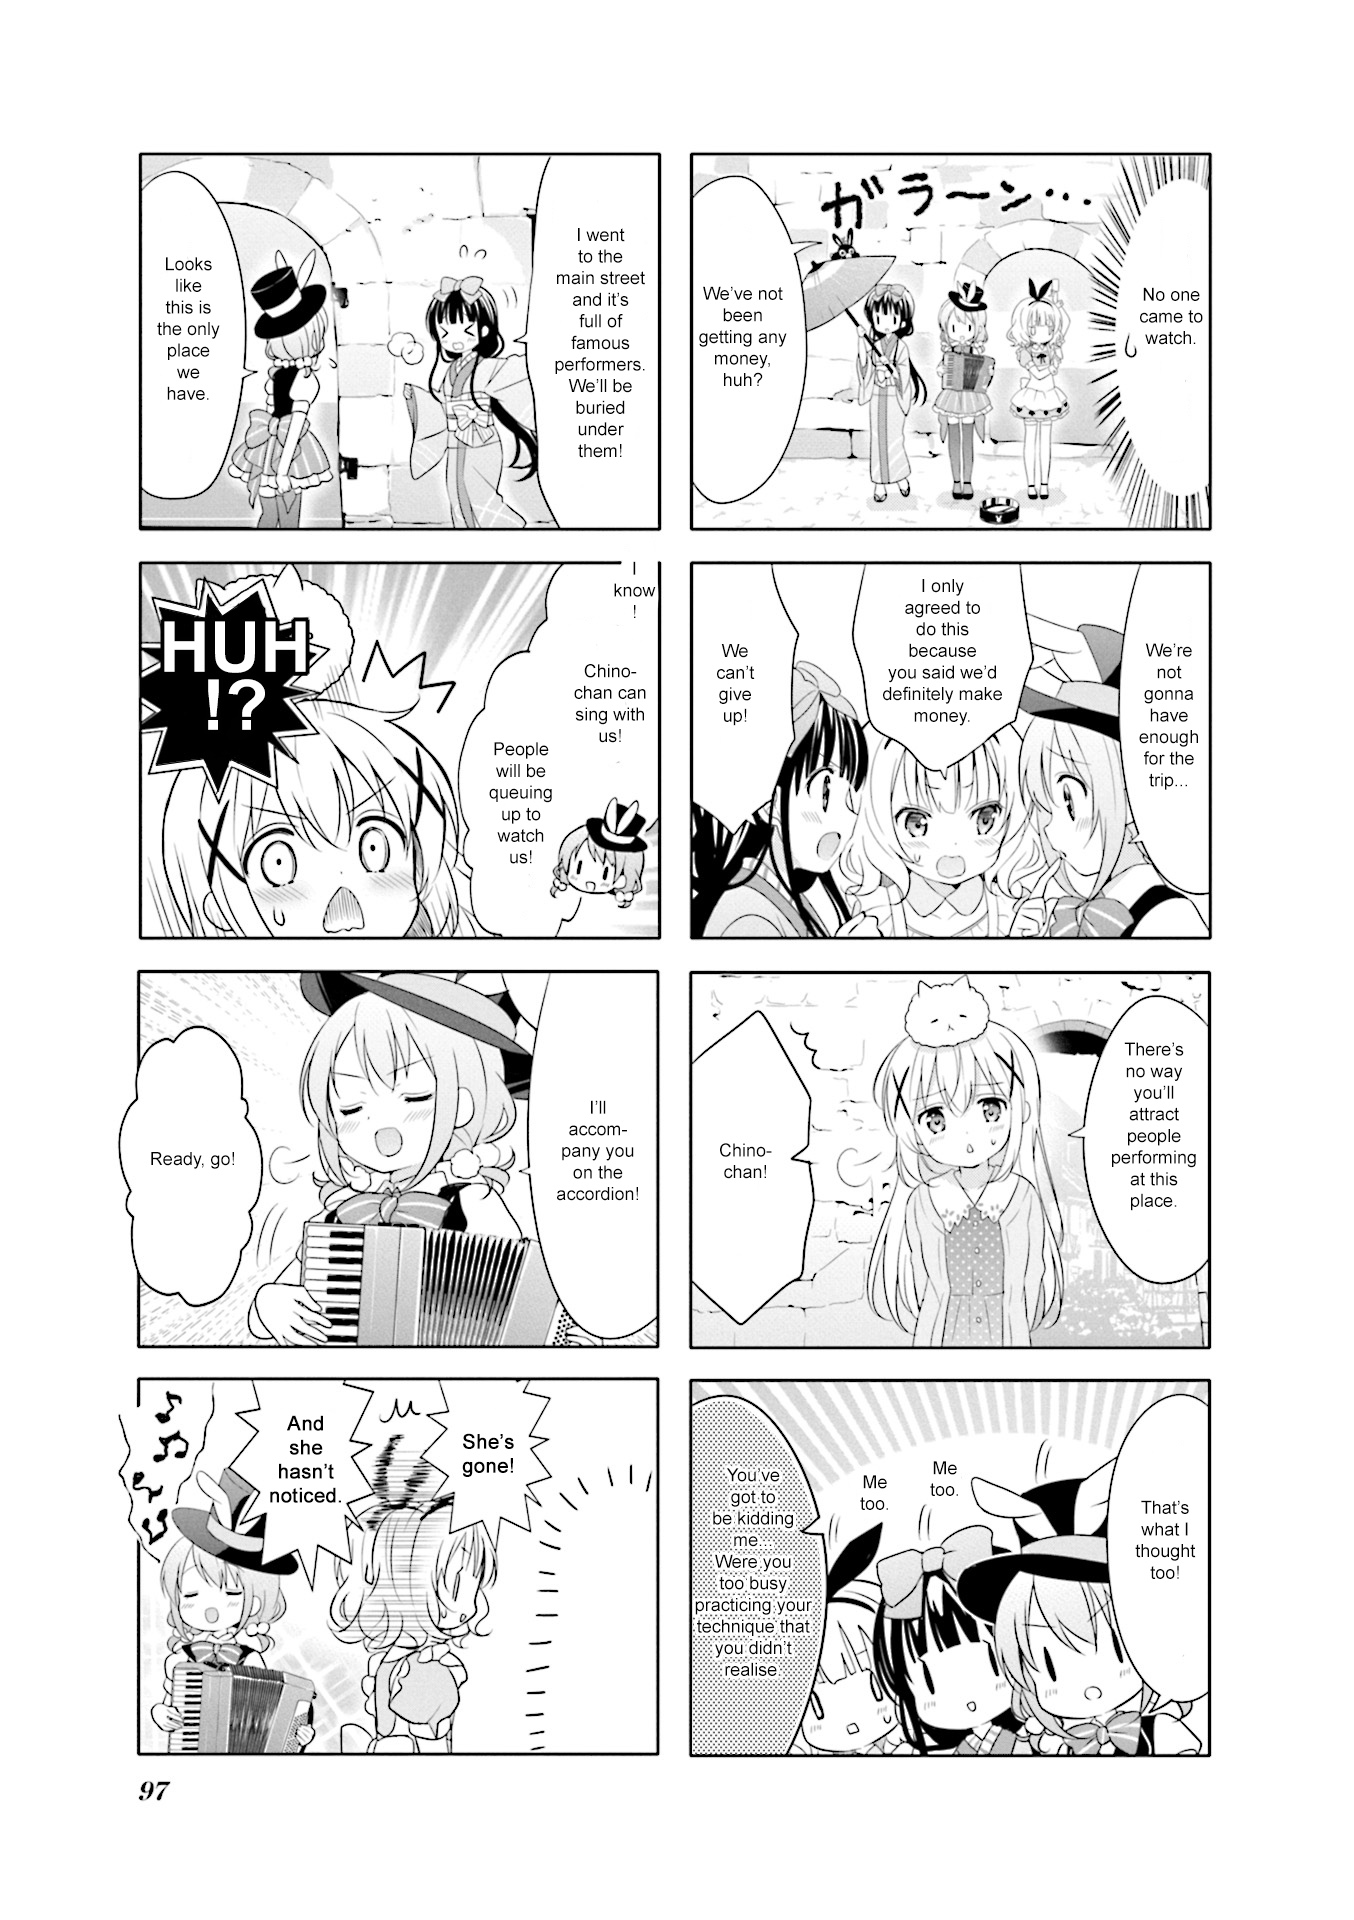 ガラーン…
No one
came to
watch.
We've not
been
getting any
money,
huh?
We're
not
gonna
have
enough
for the
trip...
I only
agreed to
do this
because
you said we'd
definitely make
money.
We
can't
give
up!
There's
no way
you'll
attract
people
performing
at this
place.
Chino-
chan!
That's
what I
thought
too!
Me
too.
Me
too.
You've
got to
be kidding
me...
Were you
too busy
practicing your
technique that
you didn't
realise
I went
to the
main street
and it's
full of
famous
performers.
We'll be
buried
under
them!
Looks
like
this is
the only
place
we
have.
I
know
!
Chino-
chan can
sing with
us!
People
will be
queuing
up to
watch
us!
HUH
!?
I'll
accom-
pany you
on the
accordion!
Ready, go!
She's
gone!
And
she
hasn't
noticed.
97